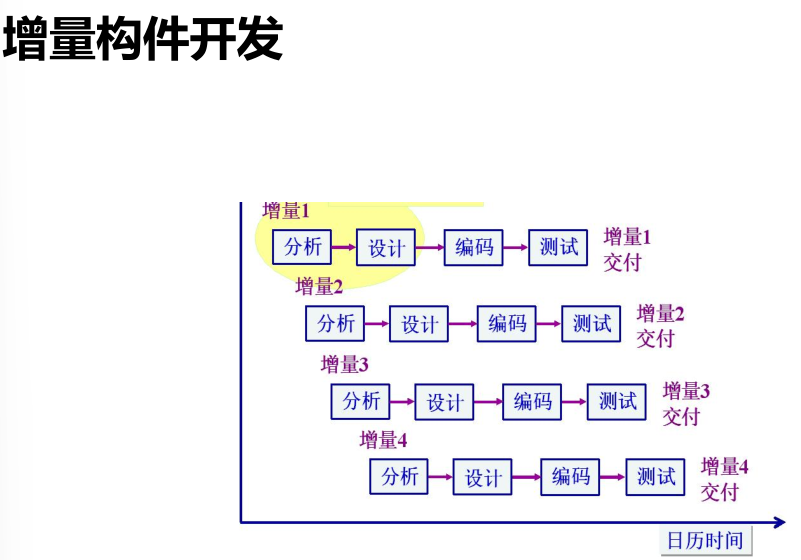 增量构件开发
增量1
分析 设计 编码 测试 增量1
交付
增量2
分析 设计 编码 测试 增量2
交付
增量3
分析 设计 编码 测试 增量3
交付
增量4
分析 设计 编码 测试 增量4
交付
日历时间